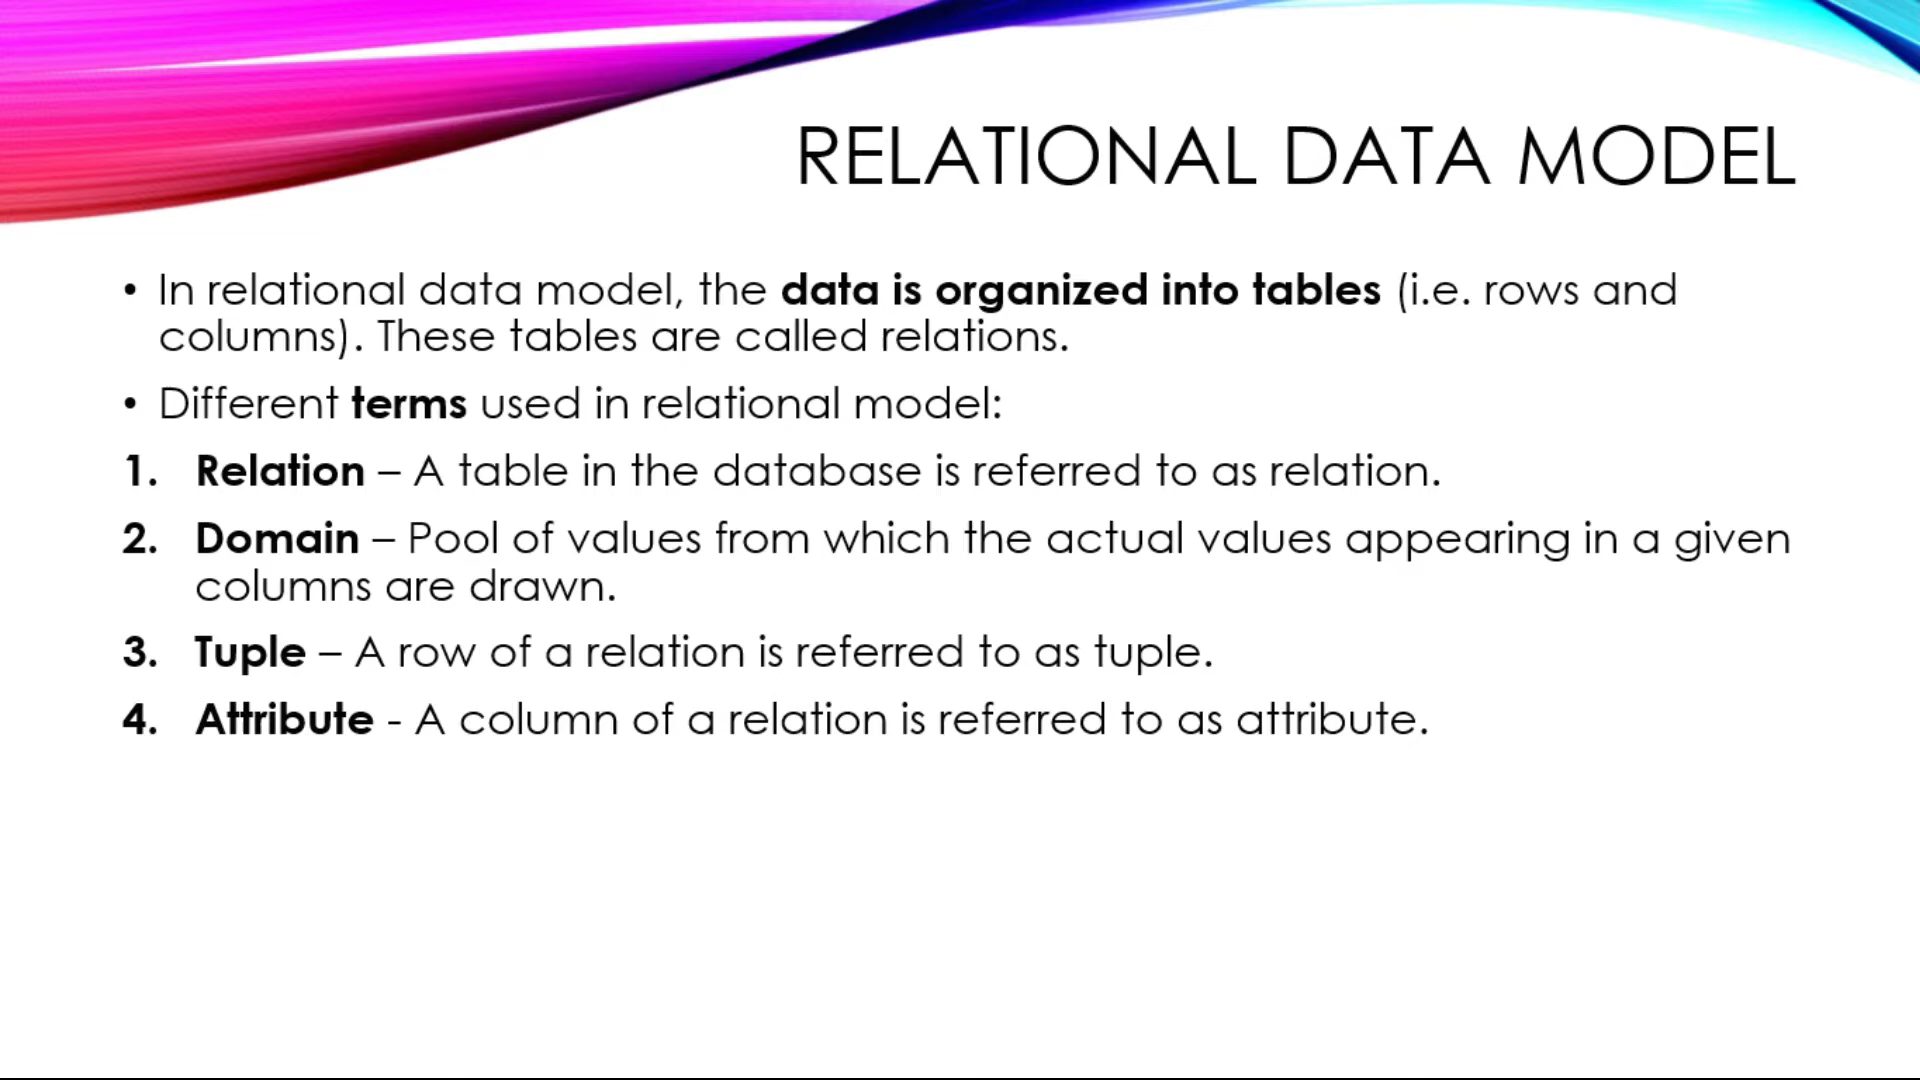 RELATIONAL DATA MODEL
• In relational data model, the data is organized into tables (i.e. rows and
columns). These tables are called relations.
• Different terms used in relational model:
1. Relation – A table in the database is referred to as relation.
2. Domain – Pool of values from which the actual values appearing in a given
columns are drawn.
3. Tuple – A row of a relation is referred to as tuple.
4. Attribute - A column of a relation is referred to as attribute.